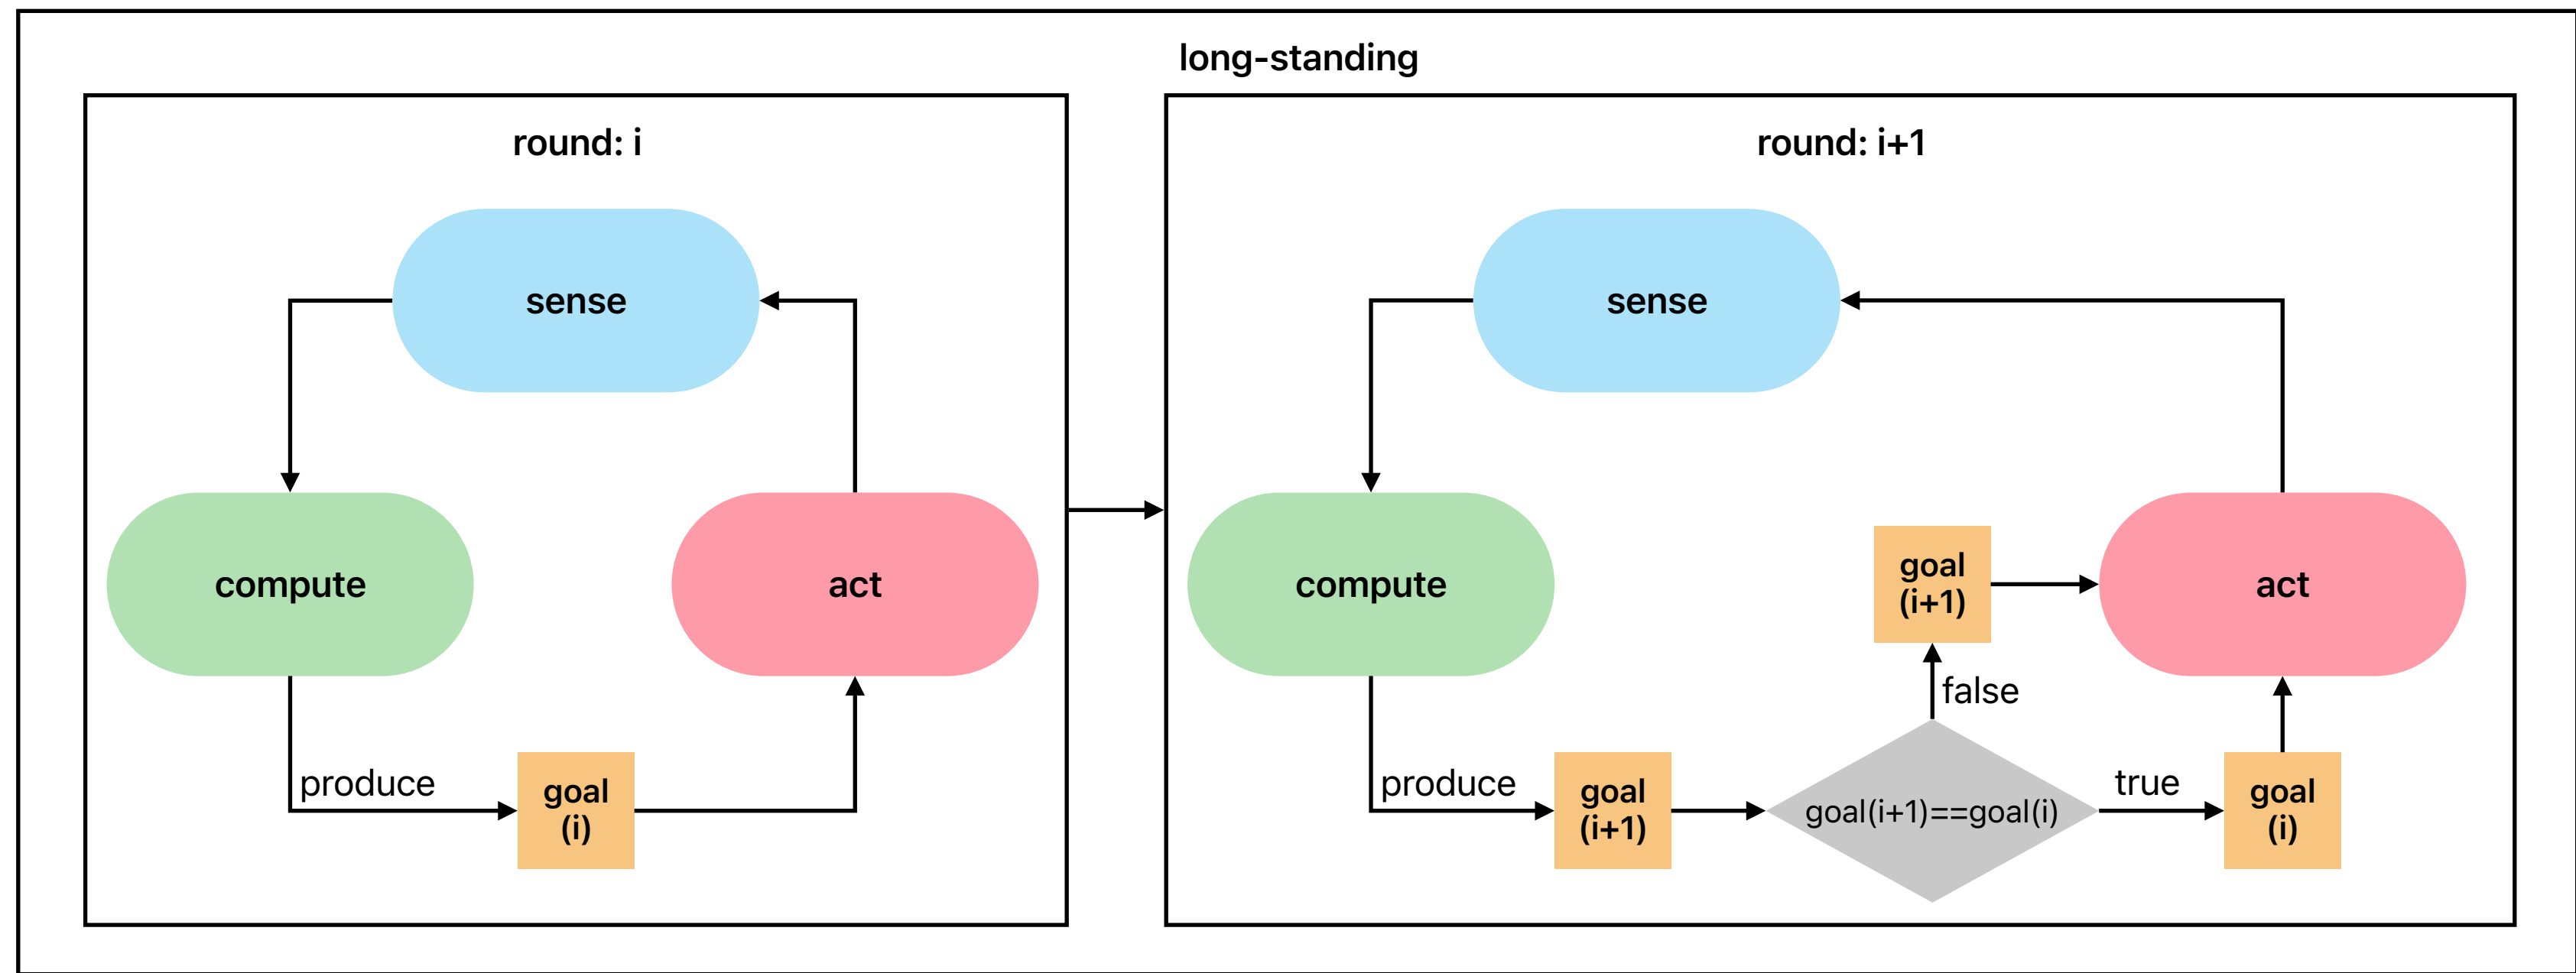 long-standing
round: i
sense
compute
act
produce
goal
(i)
round: i+1
sense
compute
goal
(i+1)
act
false
produce
goal
(i+1)
goal(i+1)==goal(i)
true
goal
(i)